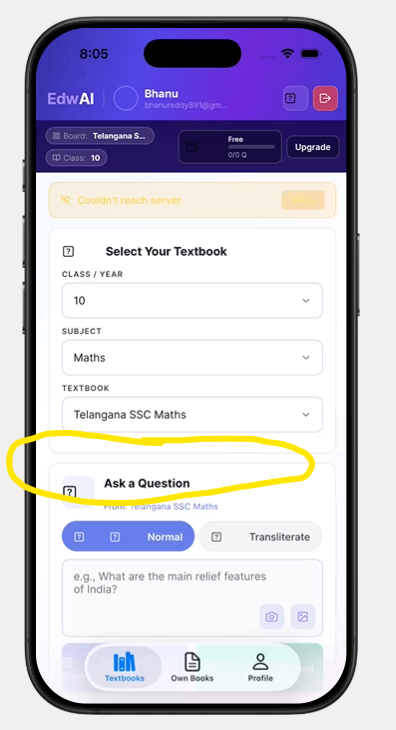 8:05
EdwAI
Bhanu
bhanureddy891@gm...
Board: Telangana S...
Class: 10
Free
0/0 Q
Upgrade
Couldn't reach server
Select Your Textbook
CLASS / YEAR
10
SUBJECT
Maths
TEXTBOOK
Telangana SSC Maths
Ask a Question
From: Telangana SSC Maths
Normal
Transliterate
e.g., What are the main relief features
of India?
Textbooks
Own Books
Profile